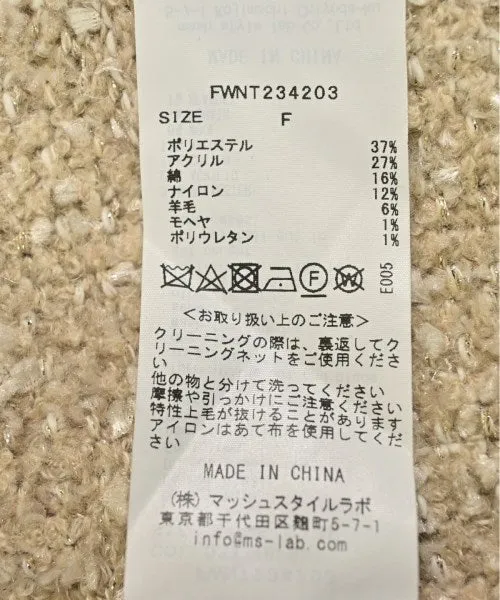 FWNT234203
SIZE F
ポリエステル 37%
アクリル 27%
綿 16%
ナイロン 12%
羊毛 6%
モヘヤ 1%
ポリウレタン 1%
F W E005
＜お取り扱い上のご注意＞
クリーニングの際は、裏返してク
リーニングネットをご使用くださ
い
他の物と分けて洗ってください
摩擦や引っかけにご注意ください
特性上毛が抜けることがあります
アイロンはあて布を使用してくだ
さい
MADE IN CHINA
(株) マッシュスタイルラボ
東京都千代田区麹町5-7-1
info@ms-lab.com